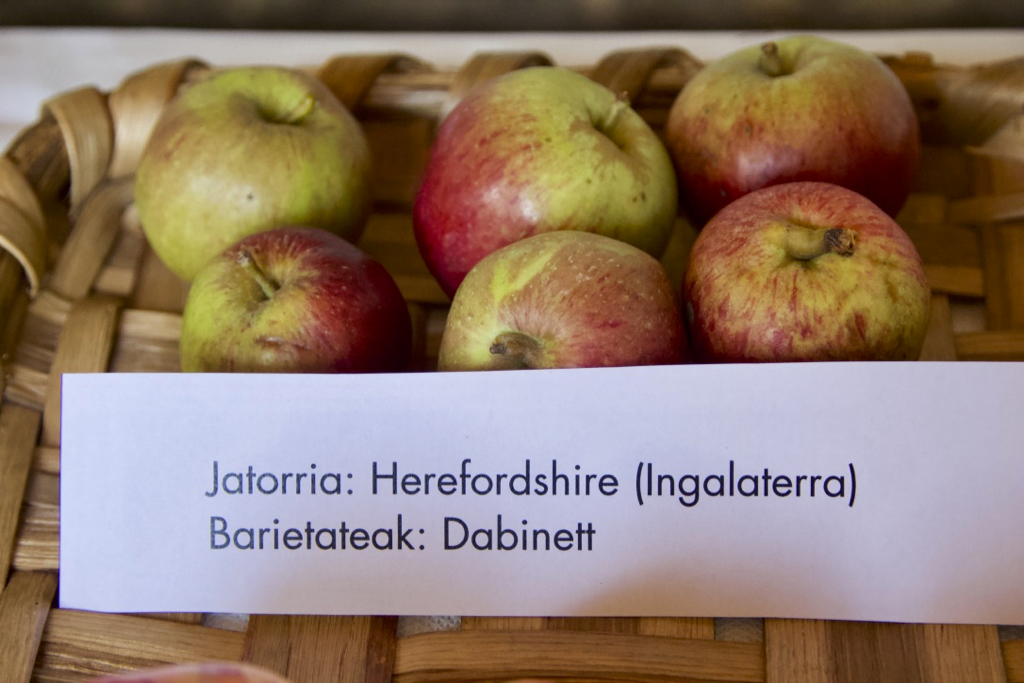 Jatorria: Herefordshire (Ingalaterra)
Barietateak: Dabinett